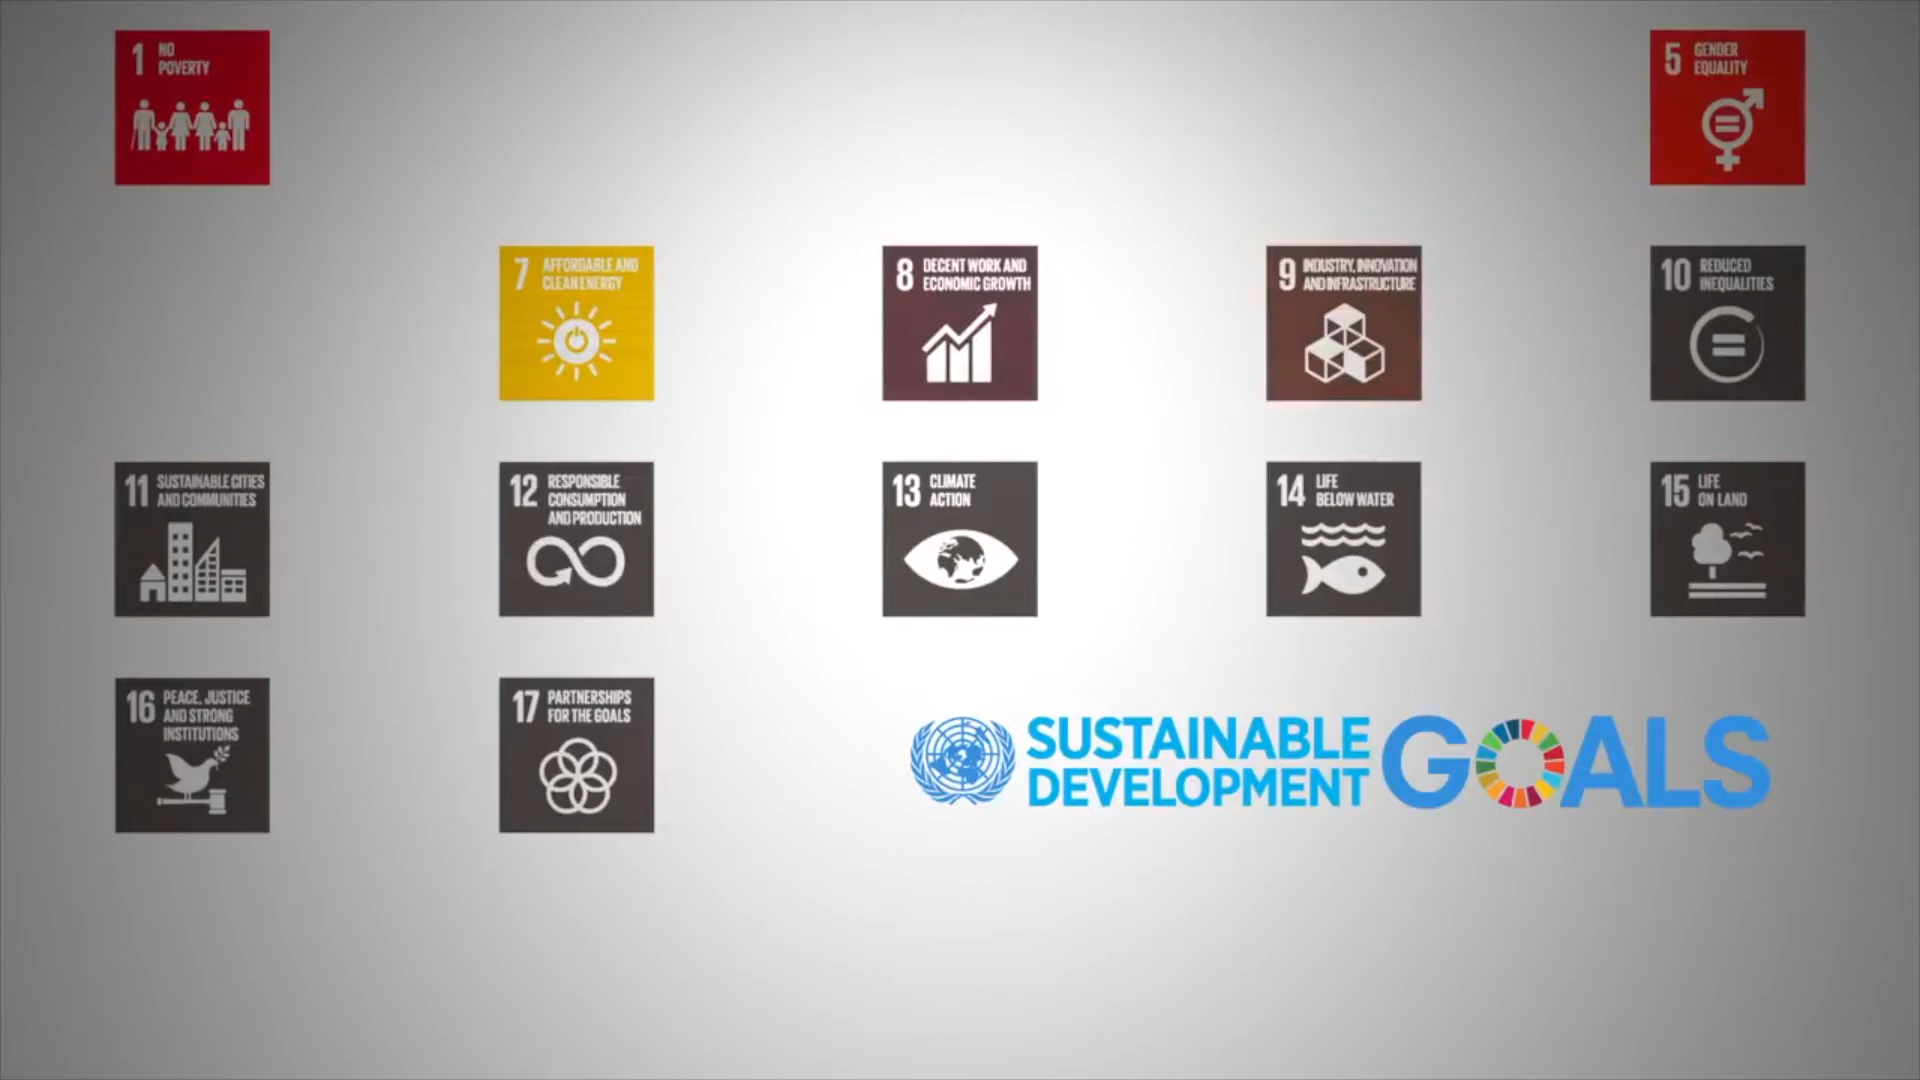 1 NO
POVERTY
5 GENDER
EQUALITY
7 AFFORDABLE AND
CLEAN ENERGY
8 DECENT WORK AND
ECONOMIC GROWTH
9 INDUSTRY, INNOVATION
AND INFRASTRUCTURE
10 REDUCED
INEQUALITIES
11 SUSTAINABLE CITIES
AND COMMUNITIES
12 RESPONSIBLE
CONSUMPTION
AND PRODUCTION
13 CLIMATE
ACTION
14 LIFE
BELOW WATER
15 LIFE
ON LAND
16 PEACE, JUSTICE
AND STRONG
INSTITUTIONS
17 PARTNERSHIPS
FOR THE GOALS
SUSTAINABLE
DEVELOPMENT
GOALS